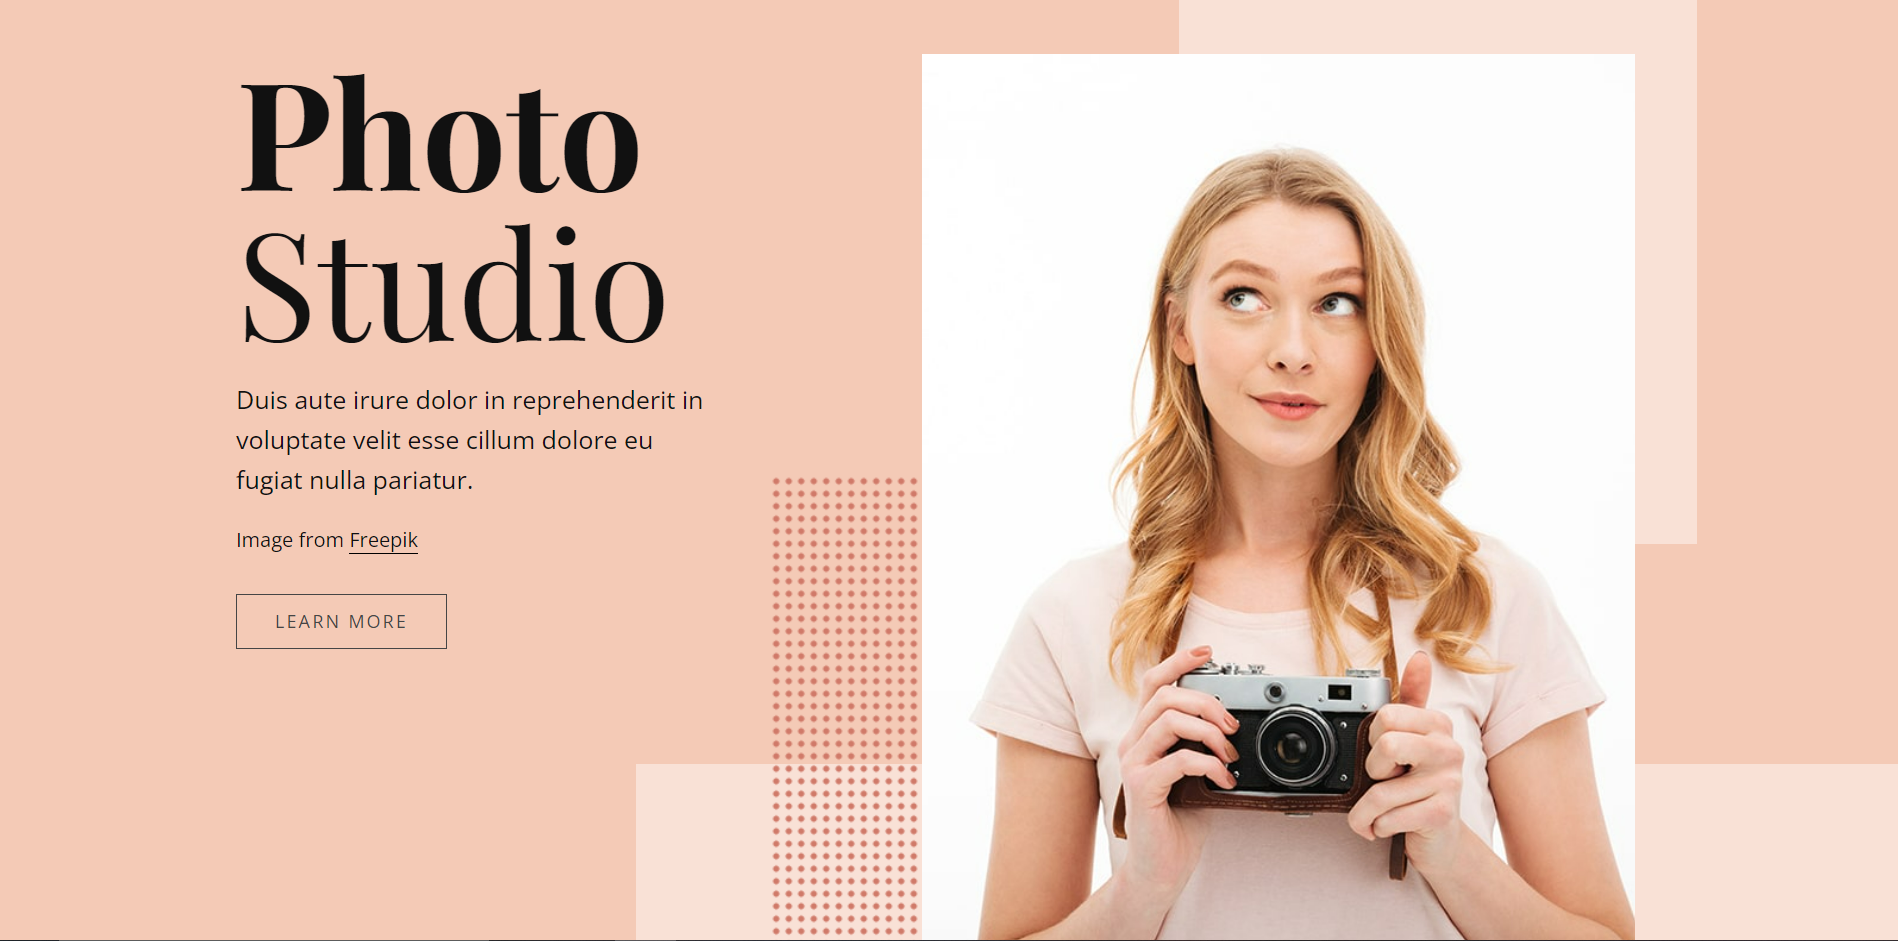 Photo
Studio
Duis aute irure dolor in reprehenderit in
voluptate velit esse cillum dolore eu
fugiat nulla pariatur.
Image from Freepik
LEARN MORE